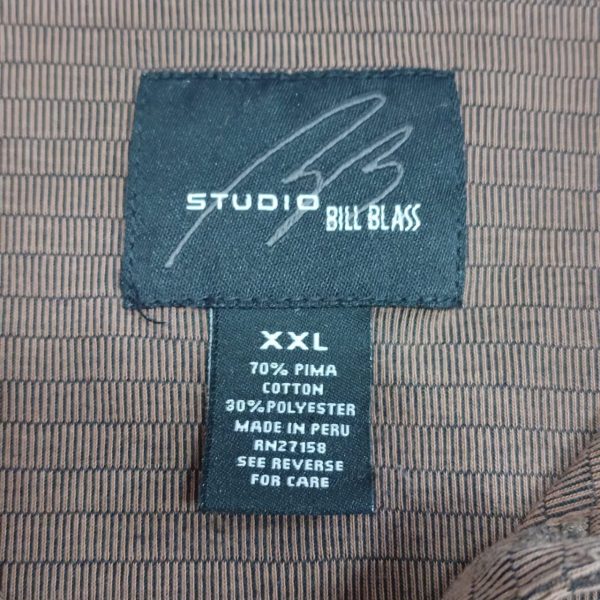 STUDIO BILL BLASS
XXL
70% PIMA
COTTON
30%POLYESTER
MADE IN PERU
RN27158
SEE REVERSE
FOR CARE